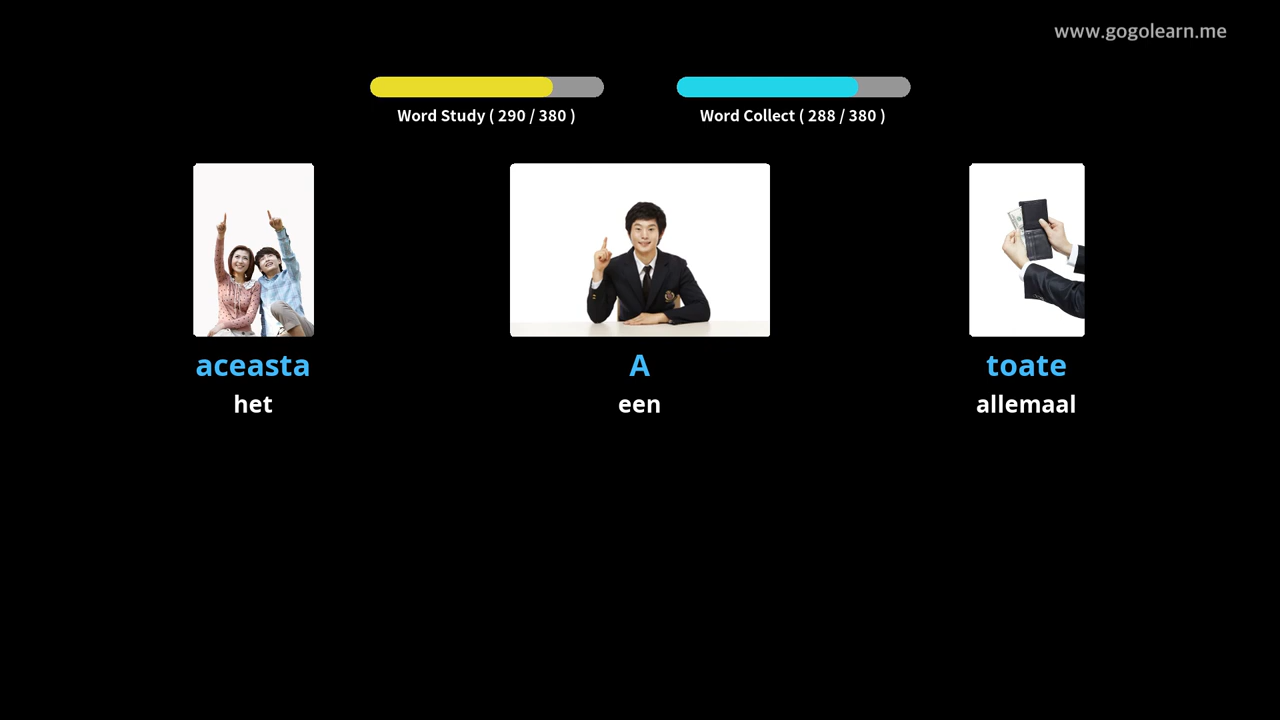 www.gogolearn.me
Word Study ( 290 / 380 )
Word Collect ( 288 / 380 )
aceasta
A
toate
het
een
allemaal